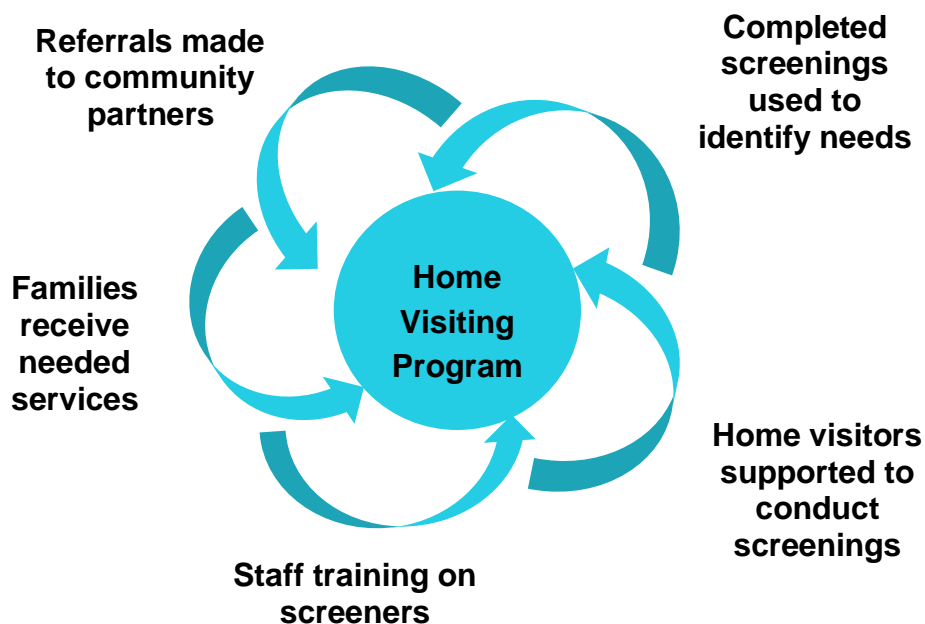 Referrals made
to community
partners
Completed
screenings
used to
identify needs
Home
Visiting
Program
Families
receive
needed
services
Home visitors
supported to
conduct
screenings
Staff training on
screeners